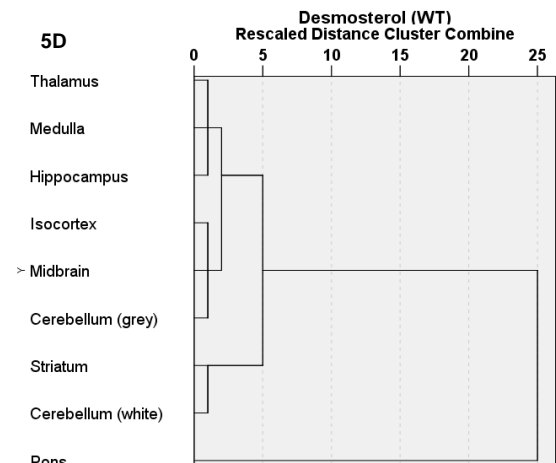 Desmosterol (WT)
Rescaled Distance Cluster Combine
5D
0 5 10 15 20 25
Thalamus
Medulla
Hippocampus
Isocortex
Y Midbrain
Cerebellum (grey)
Striatum
Cerebellum (white)
Pons